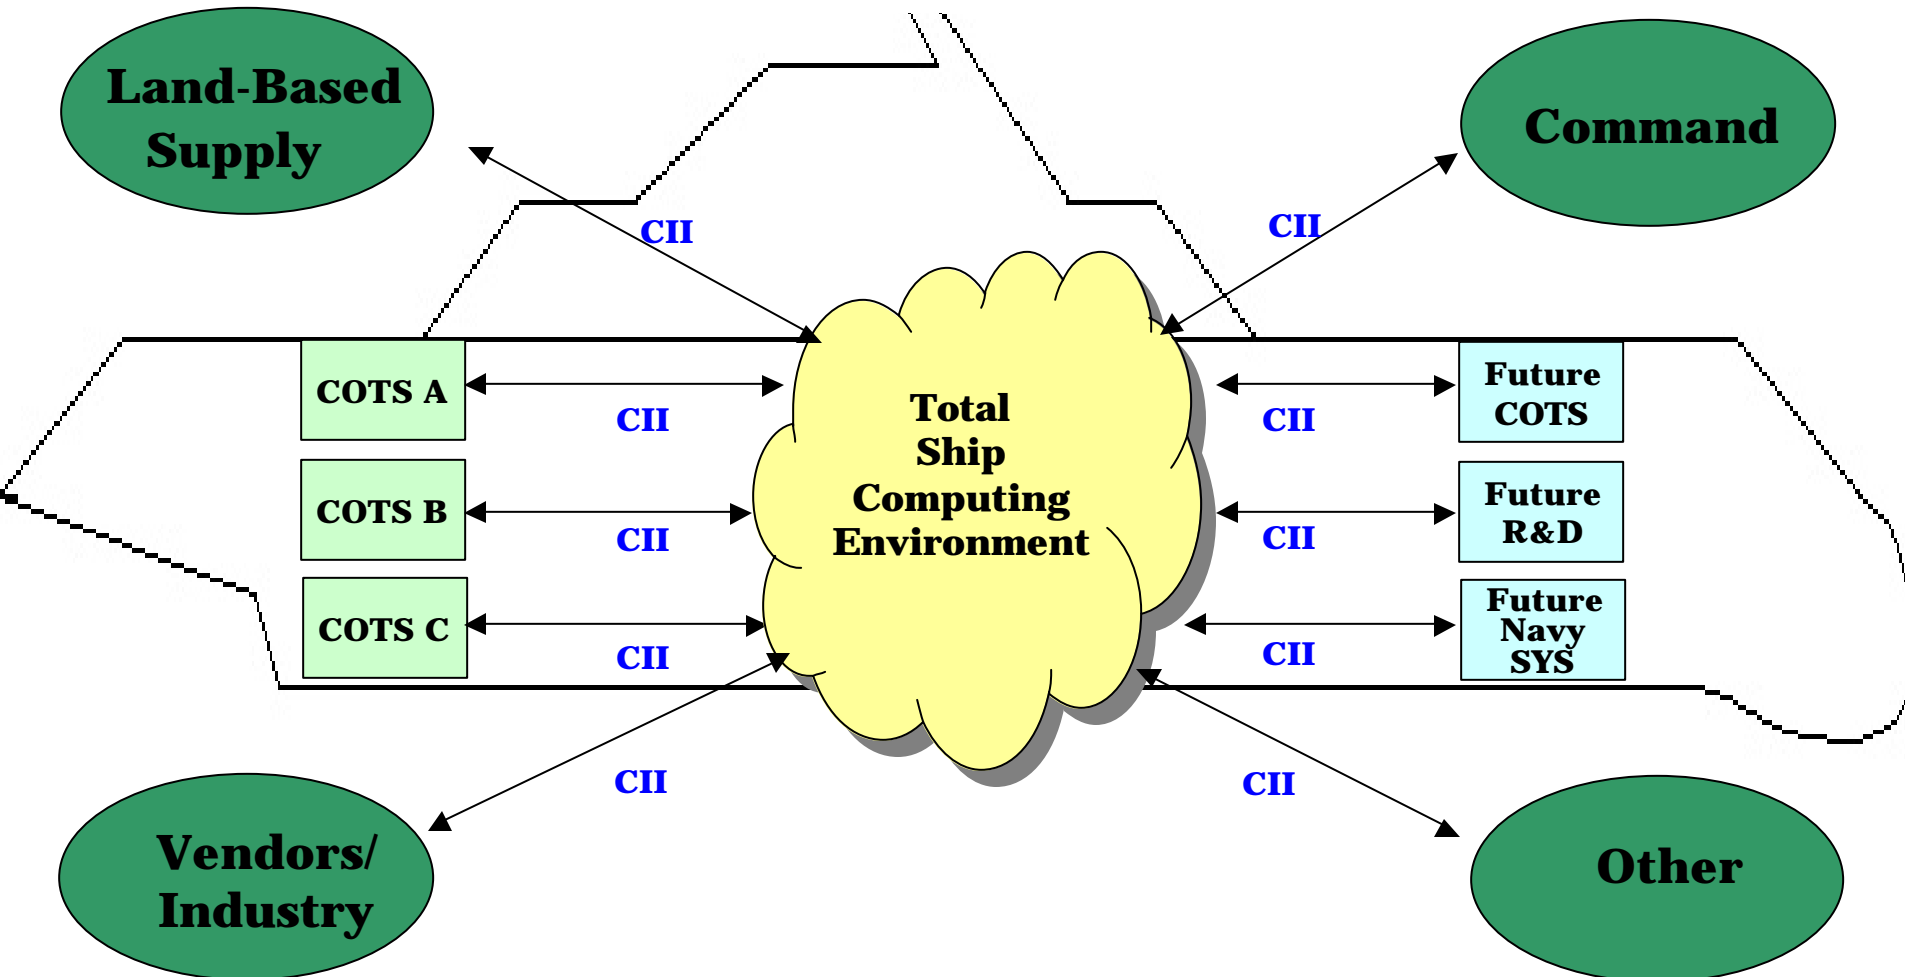 Land-Based
Supply
Command
CII
CII
COTS A
CII
Total
Ship
Computing
Environment
CII
Future
COTS
COTS B
CII
CII
Future
R&D
COTS C
CII
CII
Future
Navy
SYS
CII
CII
Vendors/
Industry
Other